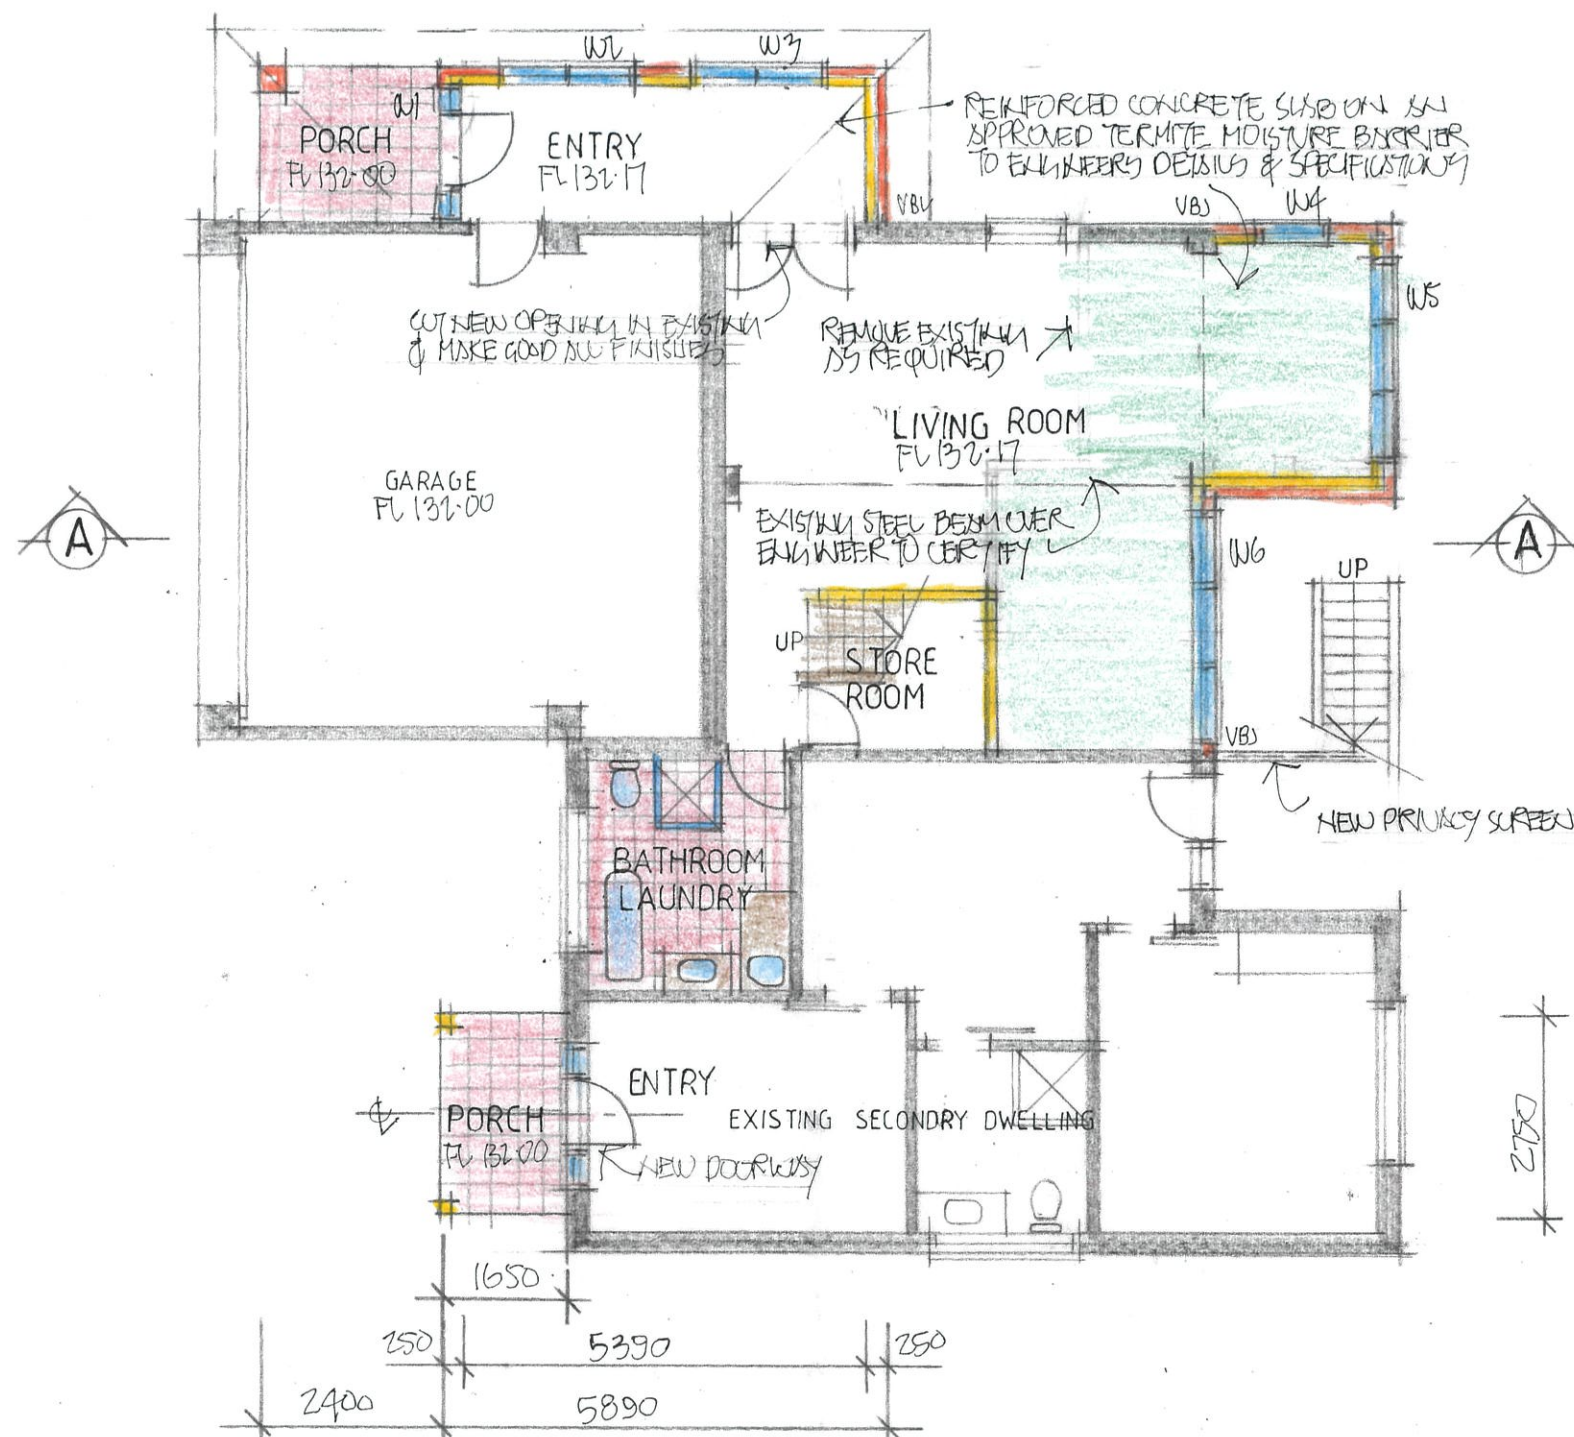 W2
W3
W1
PORCH
FL 132.00
ENTRY
FL 132.17
REINFORCED CONCRETE SLAB ON AN
APPROVED TERMITE MOISTURE BARRIER
TO ENGINEERS DETAILS & SPECIFICATIONS
VBJ
VBJ
W4
W5
CUT NEW OPENING IN EXISTING
& MAKE GOOD ALL FINISHES
REMOVE EXISTING
AS REQUIRED
LIVING ROOM
FL 132.17
GARAGE
FL 132.00
A
A
EXISTING STEEL BEAM OVER
ENGINEER TO CERTIFY
W6
UP
UP
STORE
ROOM
VBJ
NEW PRIVACY SCREEN
BATHROOM
LAUNDRY
ENTRY
PORCH
FL 132.00
EXISTING SECONDRY DWELLING
NEW DOORWAY
2750
1650
250
5390
250
2400
5890